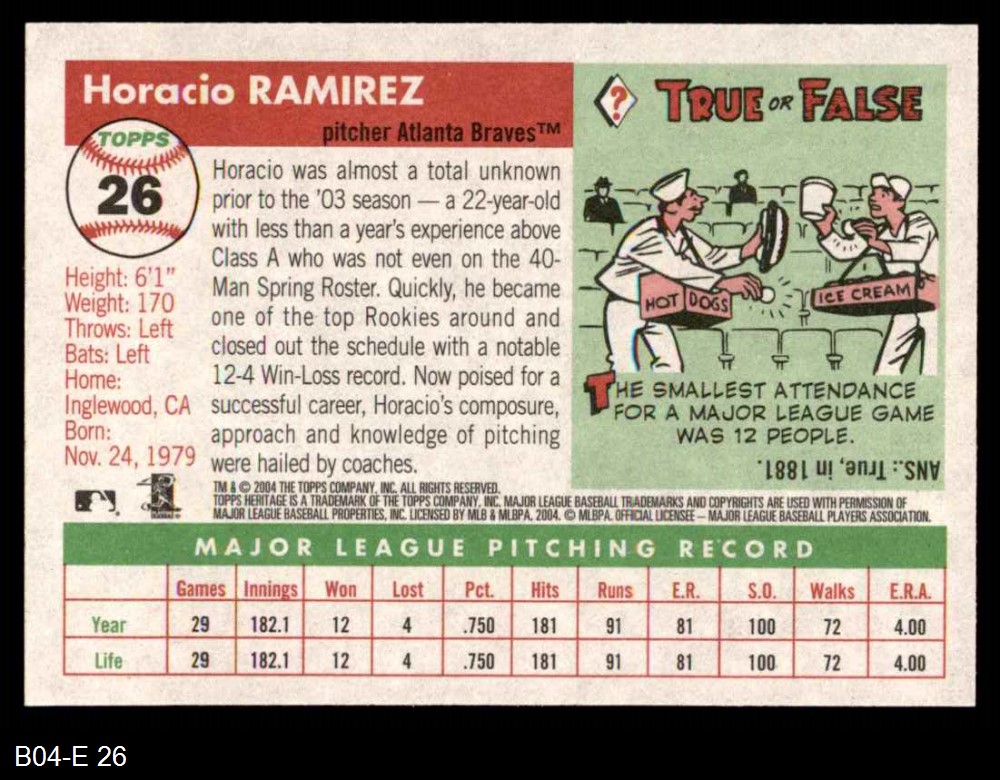 Horacio RAMIREZ
pitcher Atlanta Braves™
TOPPS
26
Height: 6'1"
Weight: 170
Throws: Left
Bats: Left
Home:
Inglewood, CA
Born:
Nov. 24, 1979
Horacio was almost a total unknown
prior to the '03 season — a 22-year-old
with less than a year's experience above
Class A who was not even on the 40-
Man Spring Roster. Quickly, he became
one of the top Rookies around and
closed out the schedule with a notable
12-4 Win-Loss record. Now poised for a
successful career, Horacio's composure,
approach and knowledge of pitching
were hailed by coaches.
? TRUE OR FALSE
HOT DOGS
ICE CREAM
THE SMALLEST ATTENDANCE
FOR A MAJOR LEAGUE GAME
WAS 12 PEOPLE.
ANS.: True, in 1881.
TM & © 2004 THE TOPPS COMPANY, INC. ALL RIGHTS RESERVED.
TOPPS HERITAGE IS A TRADEMARK OF THE TOPPS COMPANY, INC. MAJOR LEAGUE BASEBALL TRADEMARKS AND COPYRIGHTS ARE USED WITH PERMISSION OF
MAJOR LEAGUE BASEBALL PROPERTIES, INC. LICENSED BY MLB & MLBPA, 2004. © MLBPA. OFFICIAL LICENSEE – MAJOR LEAGUE BASEBALL PLAYERS ASSOCIATION.
MAJOR LEAGUE PITCHING RECORD
Games Innings Won Lost Pct. Hits Runs E.R. S.O. Walks E.R.A.
Year 29 182.1 12 4 .750 181 91 81 100 72 4.00
Life 29 182.1 12 4 .750 181 91 81 100 72 4.00
B04-E 26